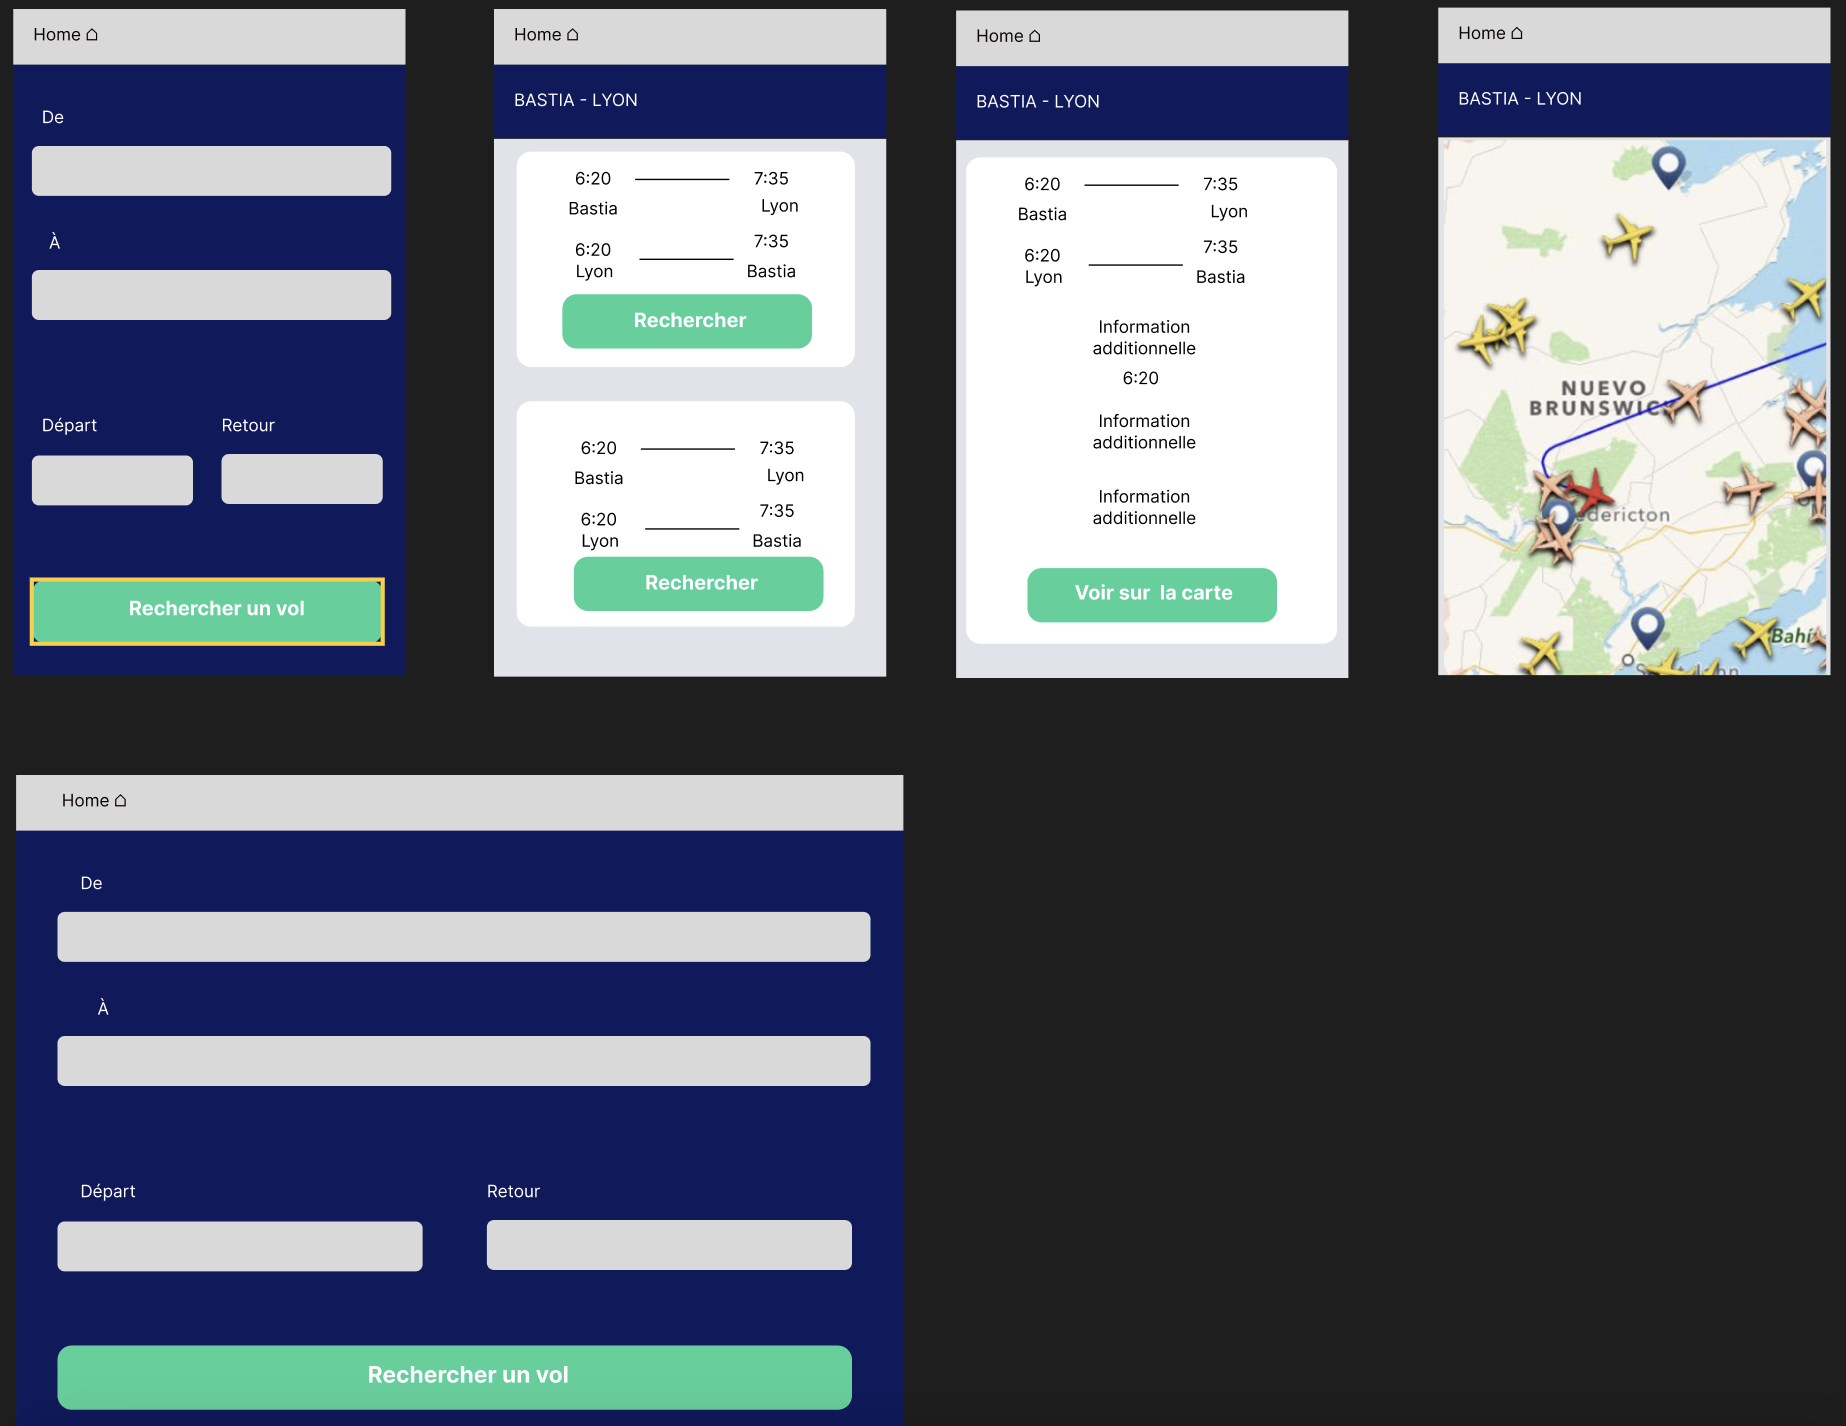 Home ⌂
De
À
Départ Retour
Rechercher un vol
Home ⌂
BASTIA - LYON
6:20 7:35
Bastia Lyon
6:20 7:35
Lyon Bastia
Rechercher
6:20 7:35
Bastia Lyon
6:20 7:35
Lyon Bastia
Rechercher
Home ⌂
BASTIA - LYON
6:20 7:35
Bastia Lyon
6:20 7:35
Lyon Bastia
Information
additionnelle
6:20
Information
additionnelle
Information
additionnelle
Voir sur la carte
Home ⌂
BASTIA - LYON
NUEVO
BRUNSWIC
edericton
Bahí
Home ⌂
De
À
Départ Retour
Rechercher un vol